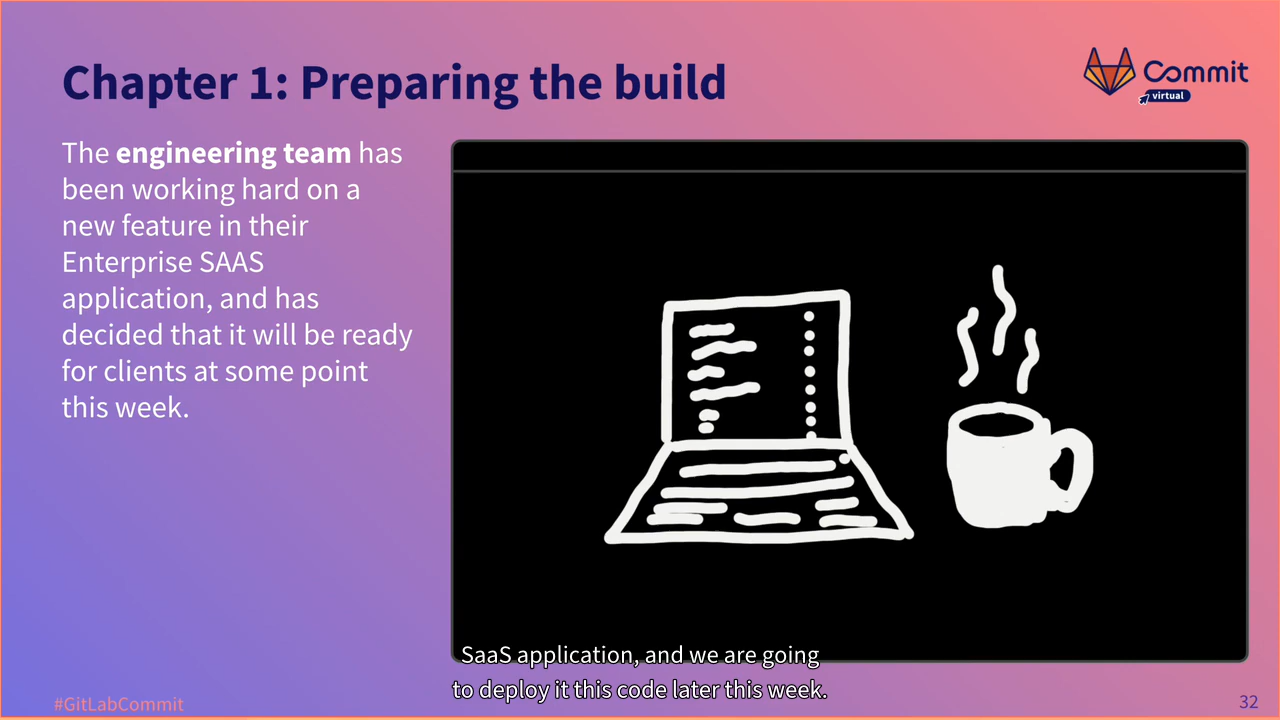 Chapter 1: Preparing the build
Commit
virtual
The engineering team has
been working hard on a
new feature in their
Enterprise SAAS
application, and has
decided that it will be ready
for clients at some point
this week.
SaaS application, and we are going
to deploy it this code later this week.
#GitLabCommit
32